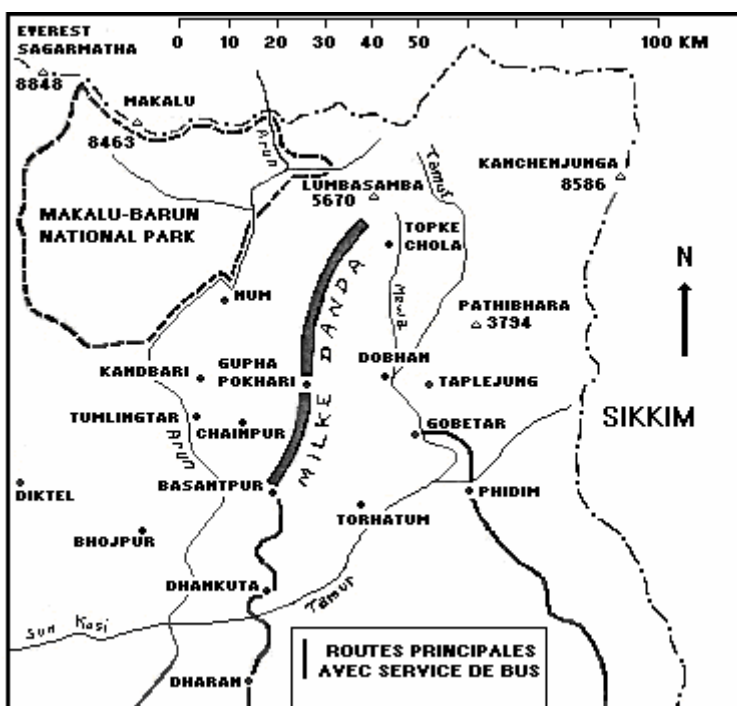 EVEREST
SAGARMATHA
8848
0 10 20 30 40 50 100 KM
MAKALU
8463
Arun
Tamur
KANCHENJUNGA
8586
LUMBASAMBA
5670
MAKALU-BARUN
NATIONAL PARK
TOPKE
CHOLA
N
NUM
MILKE DANDA
Mewa
PATHIBHARA
3794
KANDBARI
GUPHA
POKHARI
DOBHAN
TAPLEJUNG
TUMLINGTAR
CHAINPUR
GOBETAR
SIKKIM
Arun
BASANTPUR
DIKTEL
PHIDIM
TORHATUM
BHOJPUR
DHANKUTA
Tamur
Sun Kosi
ROUTES PRINCIPALES
AVEC SERVICE DE BUS
DHARAN